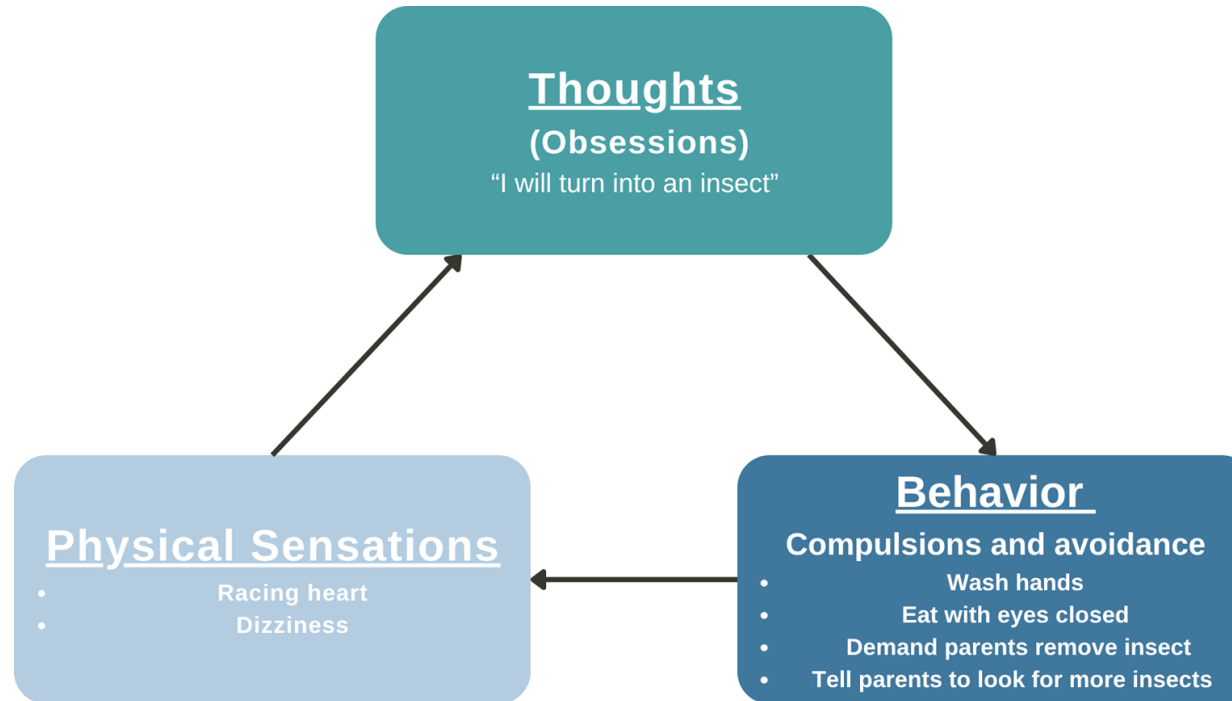 Thoughts
(Obsessions)
“I will turn into an insect”
Physical Sensations
• Racing heart
• Dizziness
Behavior
Compulsions and avoidance
• Wash hands
• Eat with eyes closed
• Demand parents remove insect
• Tell parents to look for more insects